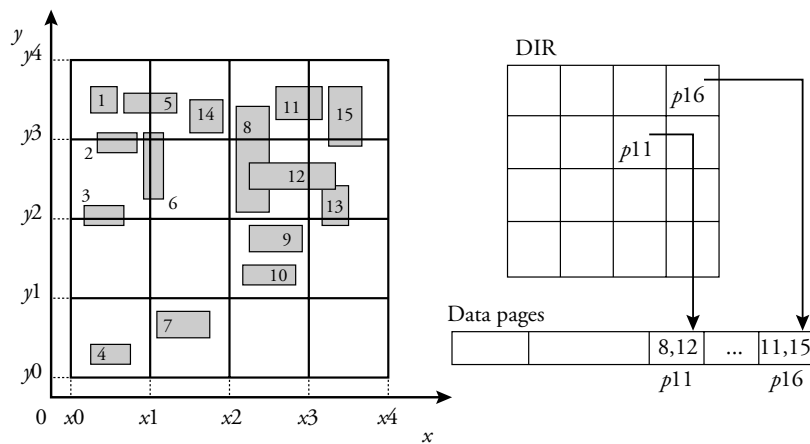 y
y4
DIR
1
5
14
11
15
p16
8
y3
2
p11
12
6
3
13
y2
9
10
y1
Data pages
7
4
8,12
...
11,15
y0
p11
p16
0
x0
x1
x2
x3
x4
x